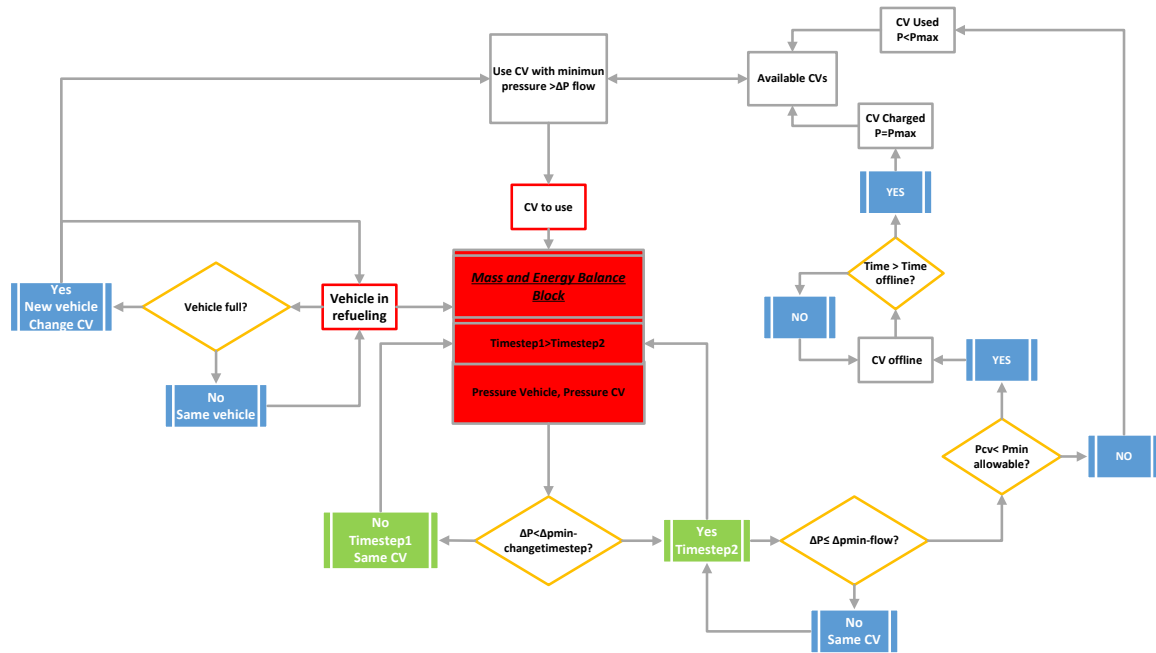 CV Used
P<Pmax
Use CV with minimun
pressure >ΔP flow
Available CVs
CV Charged
P=Pmax
YES
CV to use
Time > Time
offline?
Mass and Energy Balance
Block
Yes
New vehicle
Change CV
Vehicle full?
Vehicle in
refueling
NO
Timestep1>Timestep2
CV offline
YES
Pressure Vehicle, Pressure CV
No
Same vehicle
Pcv< Pmin
allowable?
NO
No
Timestep1
Same CV
ΔP<Δpmin-
changetimestep?
Yes
Timestep2
ΔP≤ Δpmin-flow?
No
Same CV